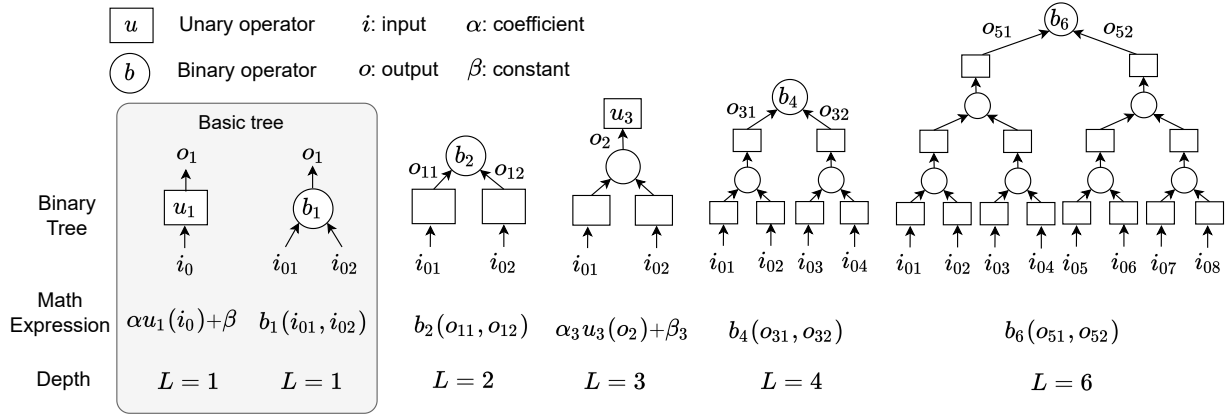 u Unary operator i: input α: coefficient
b Binary operator o: output β: constant
Basic tree
o₁ o₁
u₁ b₁
i₀ i₀₁ i₀₂
b₂
o₁₁ o₁₂
i₀₁ i₀₂
u₃
o₂
i₀₁ i₀₂
b₄
o₃₁ o₃₂
i₀₁ i₀₂ i₀₃ i₀₄
b₆
o₅₁ o₅₂
i₀₁ i₀₂ i₀₃ i₀₄ i₀₅ i₀₆ i₀₇ i₀₈
Binary
Tree
Math
Expression
αu₁(i₀)+β b₁(i₀₁, i₀₂) b₂(o₁₁, o₁₂) α₃u₃(o₂)+β₃ b₄(o₃₁, o₃₂) b₆(o₅₁, o₅₂)
Depth L = 1 L = 1 L = 2 L = 3 L = 4 L = 6